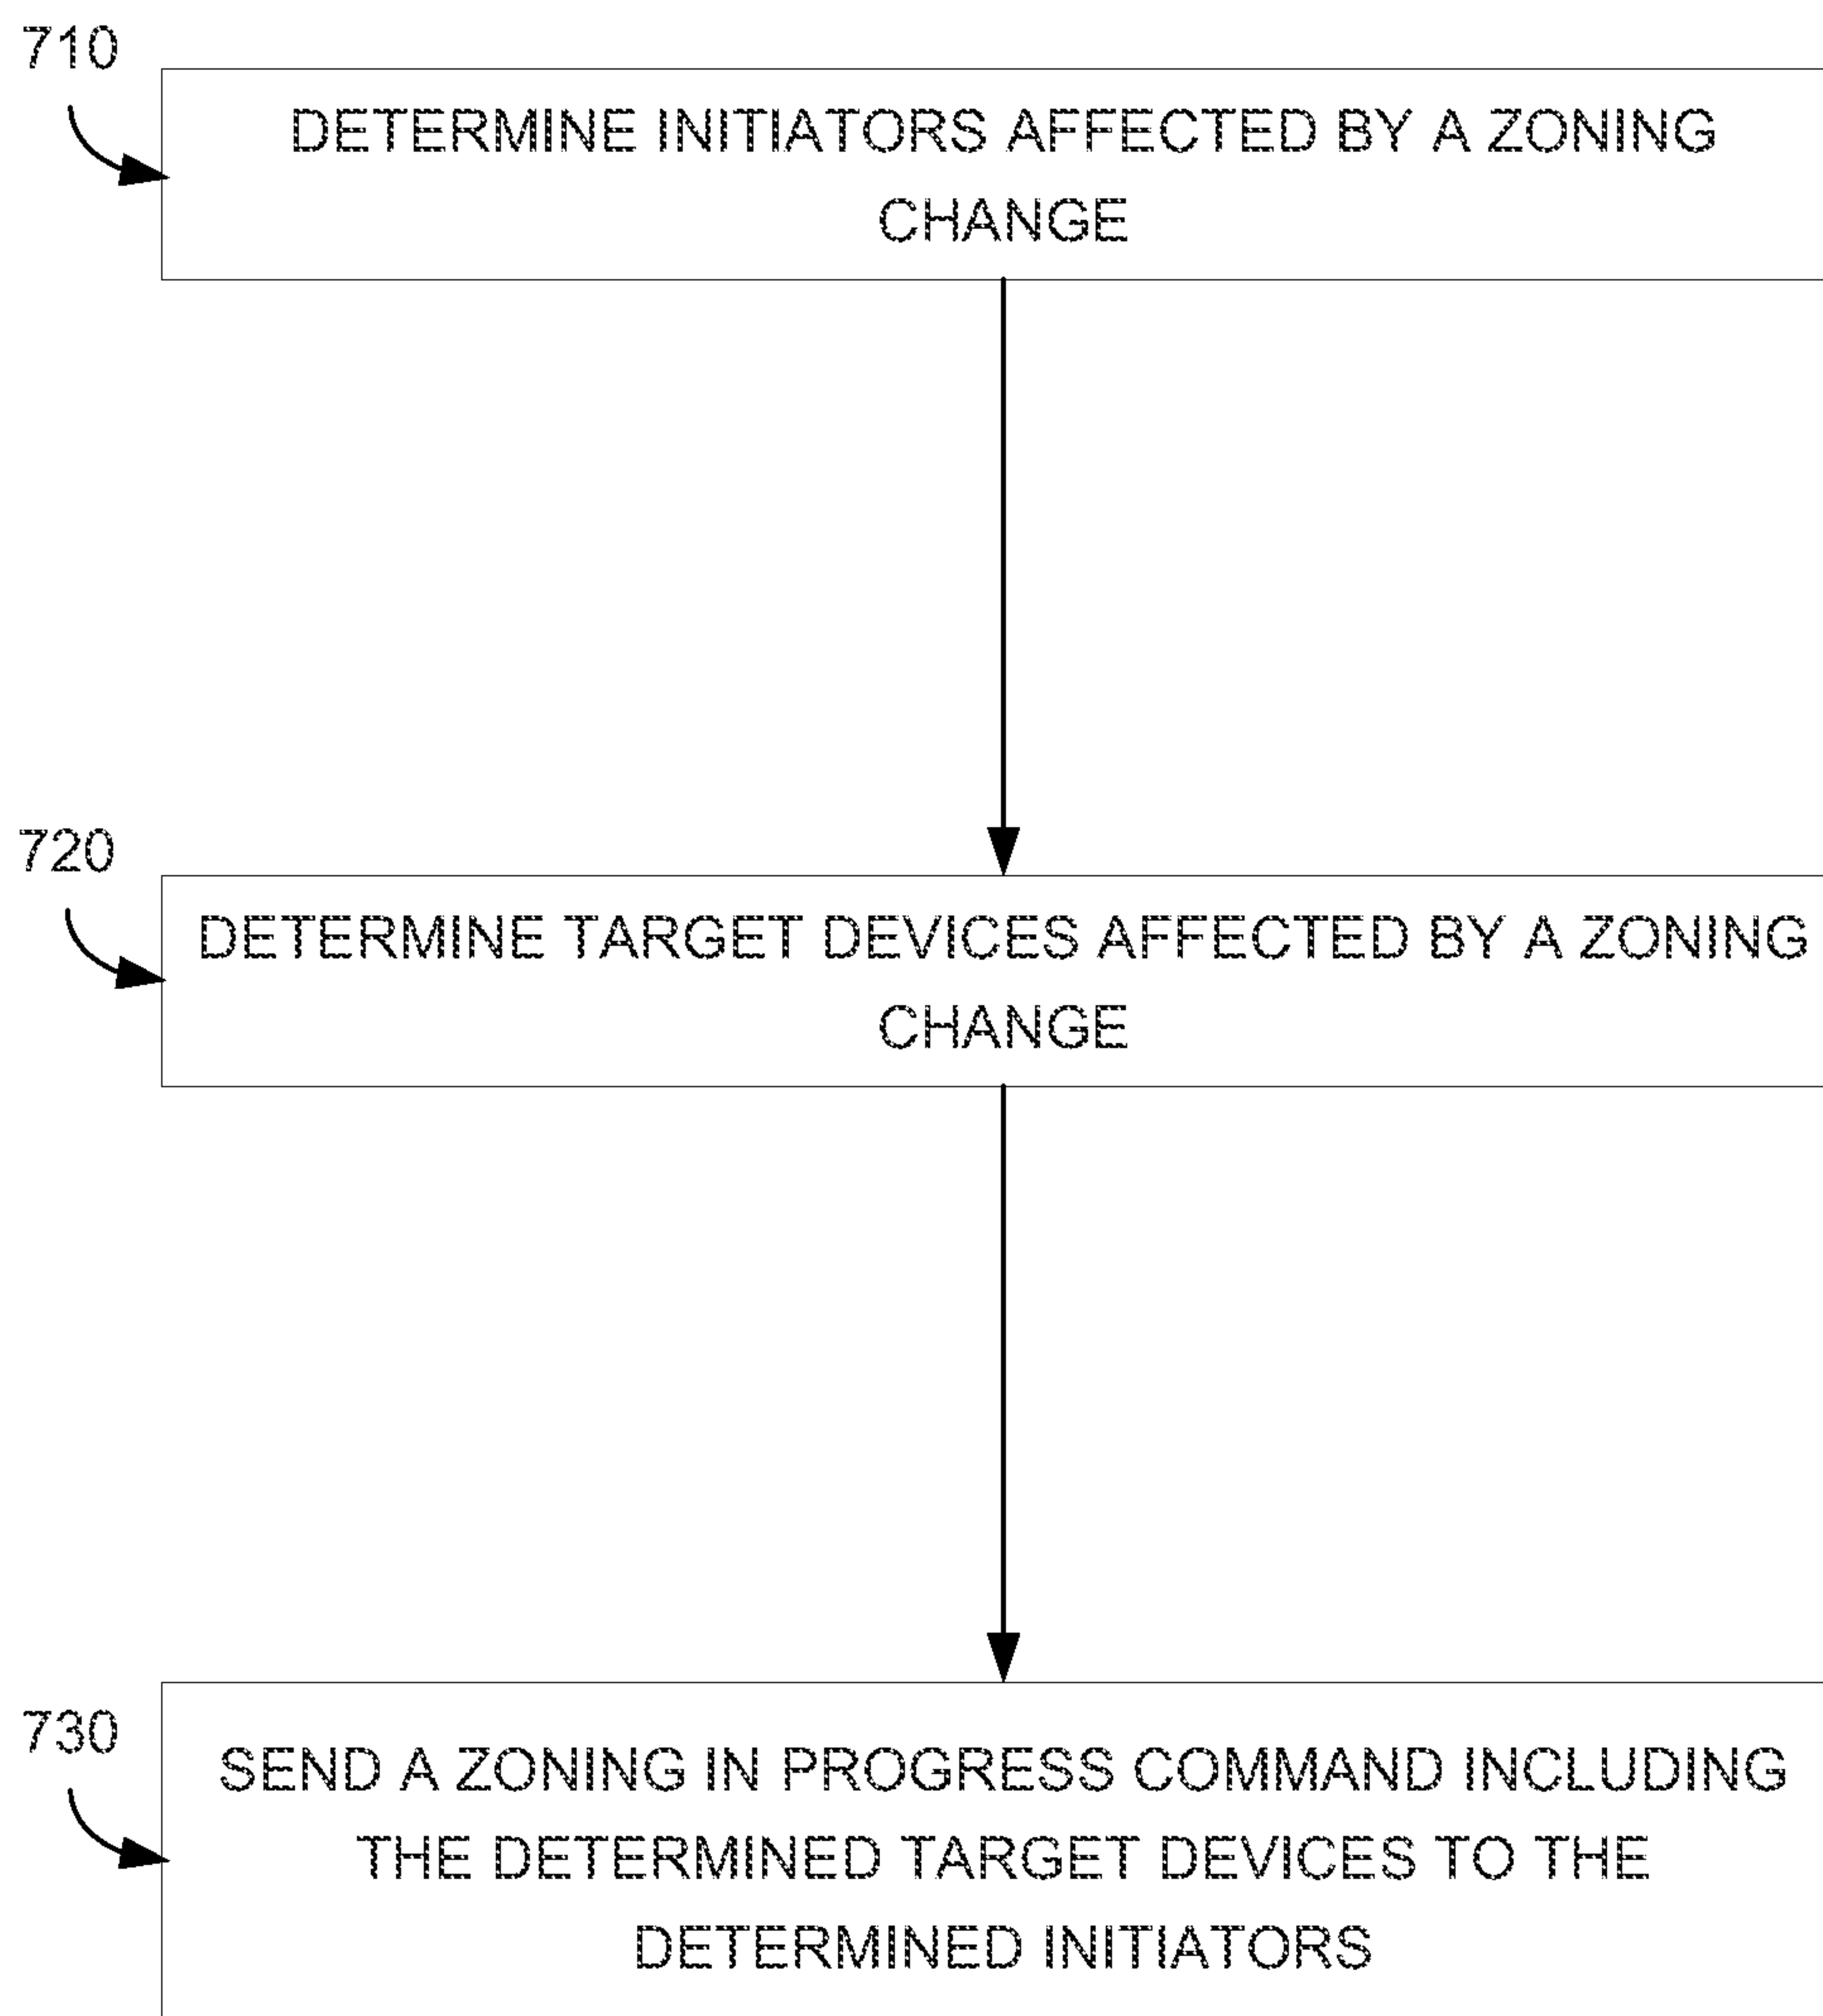 710
DETERMINE INITIATORS AFFECTED BY A ZONING
CHANGE
720
DETERMINE TARGET DEVICES AFFECTED BY A ZONING
CHANGE
730
SEND A ZONING IN PROGRESS COMMAND INCLUDING
THE DETERMINED TARGET DEVICES TO THE
DETERMINED INITIATORS